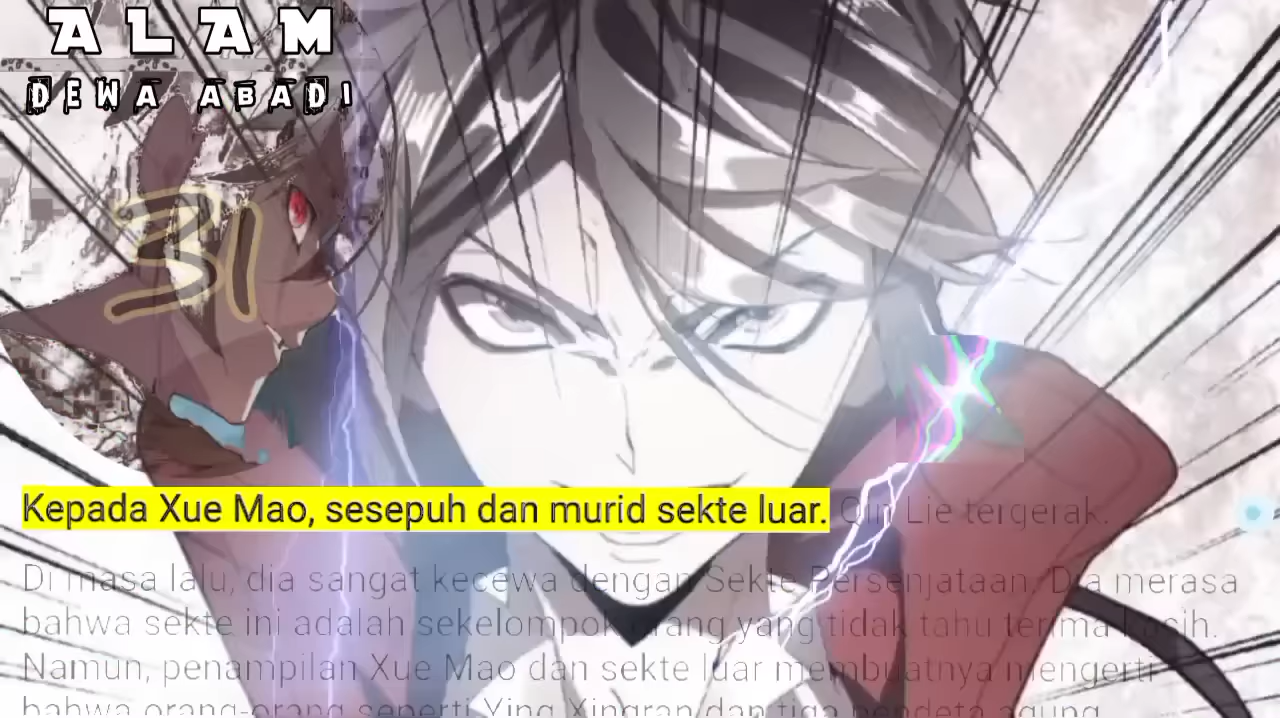 ALAM
DEWA ABADI
31
Kepada Xue Mao, sesepuh dan murid sekte luar. Qin Lie tergerak.
Di masa lalu, dia sangat kecewa dengan Sekte Persenjataan. Dia merasa
bahwa sekte ini adalah sekelompok orang yang tidak tahu terima kasih.
Namun, penampilan Xue Mao dan sekte luar membuatnya mengerti
bahwa orang-orang seperti Ying Xingran dan tiga pendeta agung